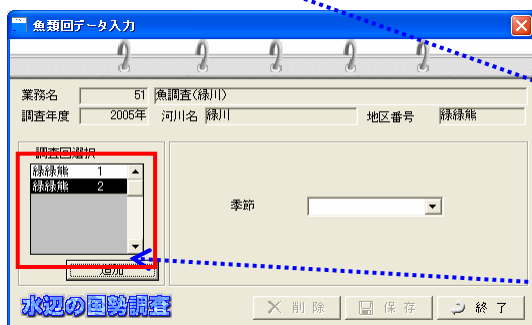 魚類回データ入力
業務名 51 魚調査(緑川)
調査年度 2005年 河川名 緑川 地区番号 緑緑熊
調査回選択
緑緑熊 1
緑緑熊 2
季節
追加
水辺の国勢調査 削除 保存 終了